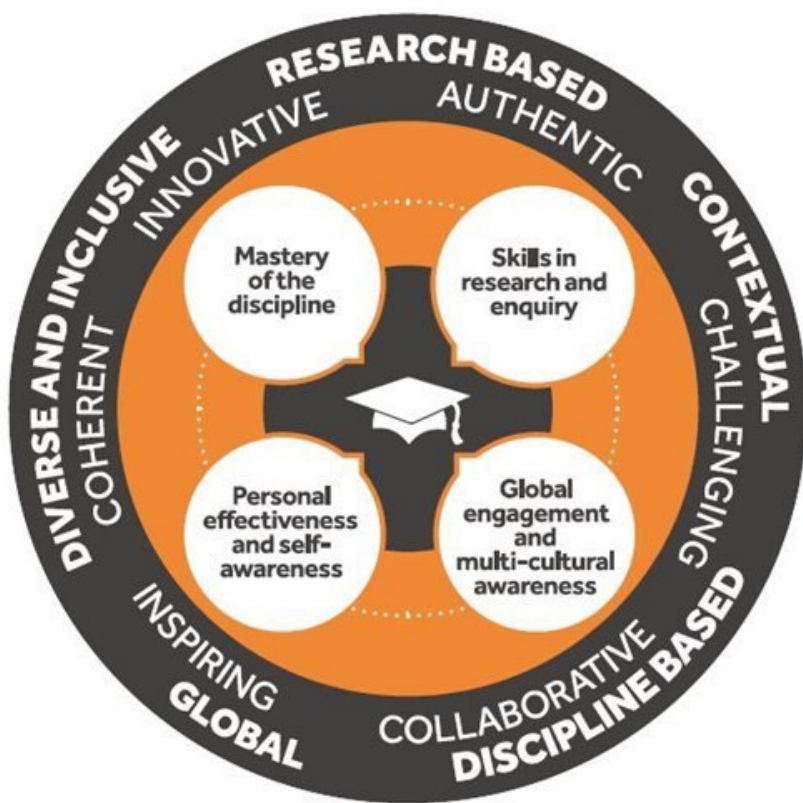 RESEARCH BASED
AUTHENTIC
CONTEXTUAL
CHALLENGING
DISCIPLINE BASED
COLLABORATIVE
GLOBAL
INSPIRING
DIVERSE AND INCLUSIVE
COHERENT
INNOVATIVE
Mastery
of the
discipline
Skills in
research and
enquiry
Personal
effectiveness
and self-
awareness
Global
engagement
and
multi-cultural
awareness